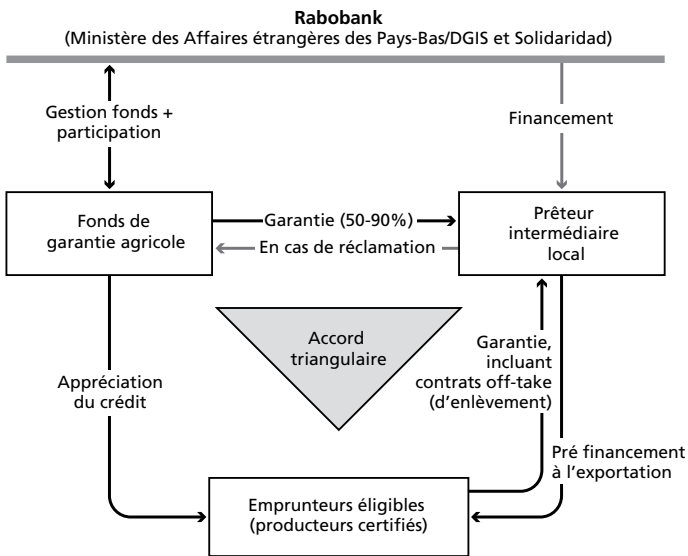 Rabobank
(Ministère des Affaires étrangères des Pays-Bas/DGIS et Solidaridad)
Gestion fonds +
participation
Financement
Fonds de
garantie agricole
Garantie (50-90%)
En cas de réclamation
Prêteur
intermédiaire
local
Accord
triangulaire
Appréciation
du crédit
Garantie,
incluant
contrats off-take
(d’enlèvement)
Pré financement
à l’exportation
Emprunteurs éligibles
(producteurs certifiés)